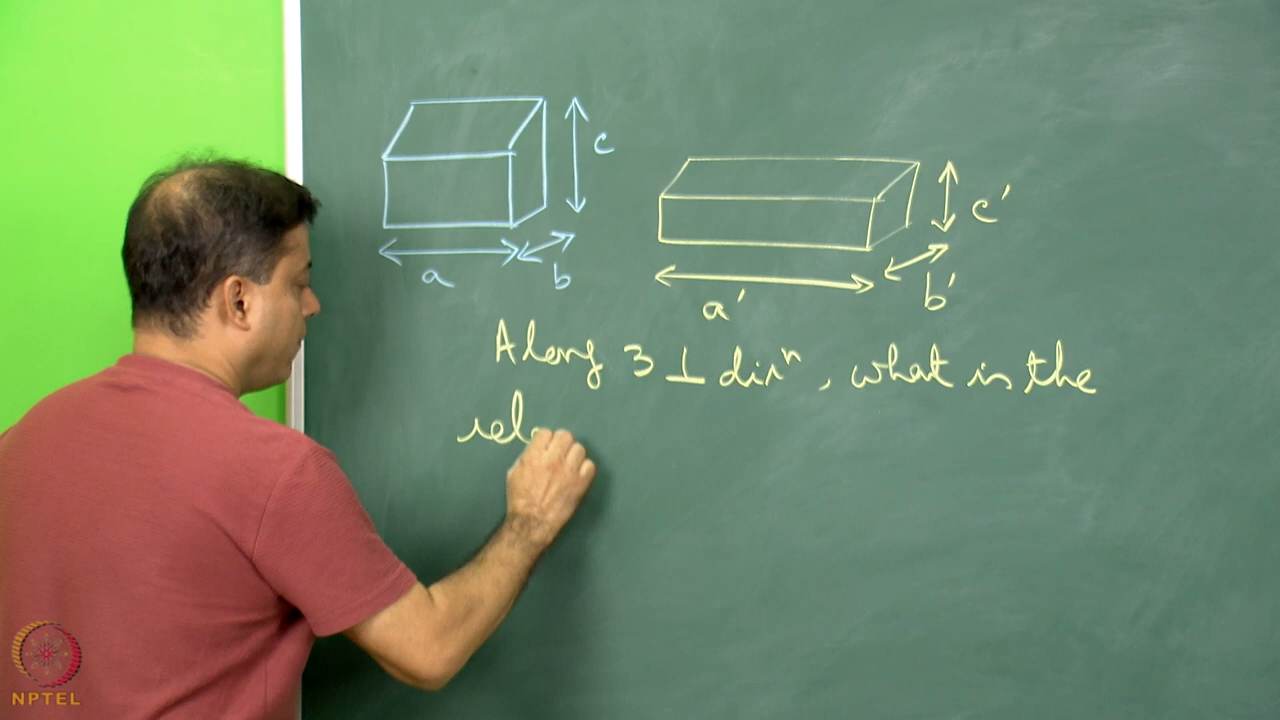 c
a
b
c'
b'
a'
Along 3 ⊥ dirⁿ, what is the
rel
NPTEL